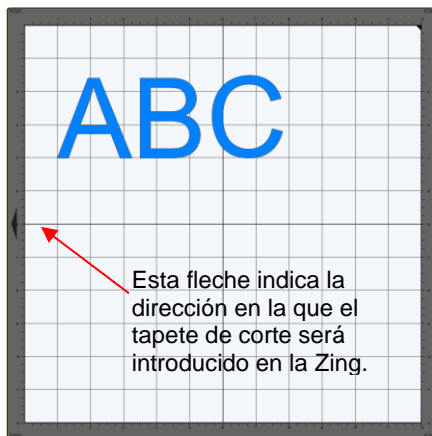 ABC
Esta fleche indica la
dirección en la que el
tapete de corte será
introducido en la Zing.